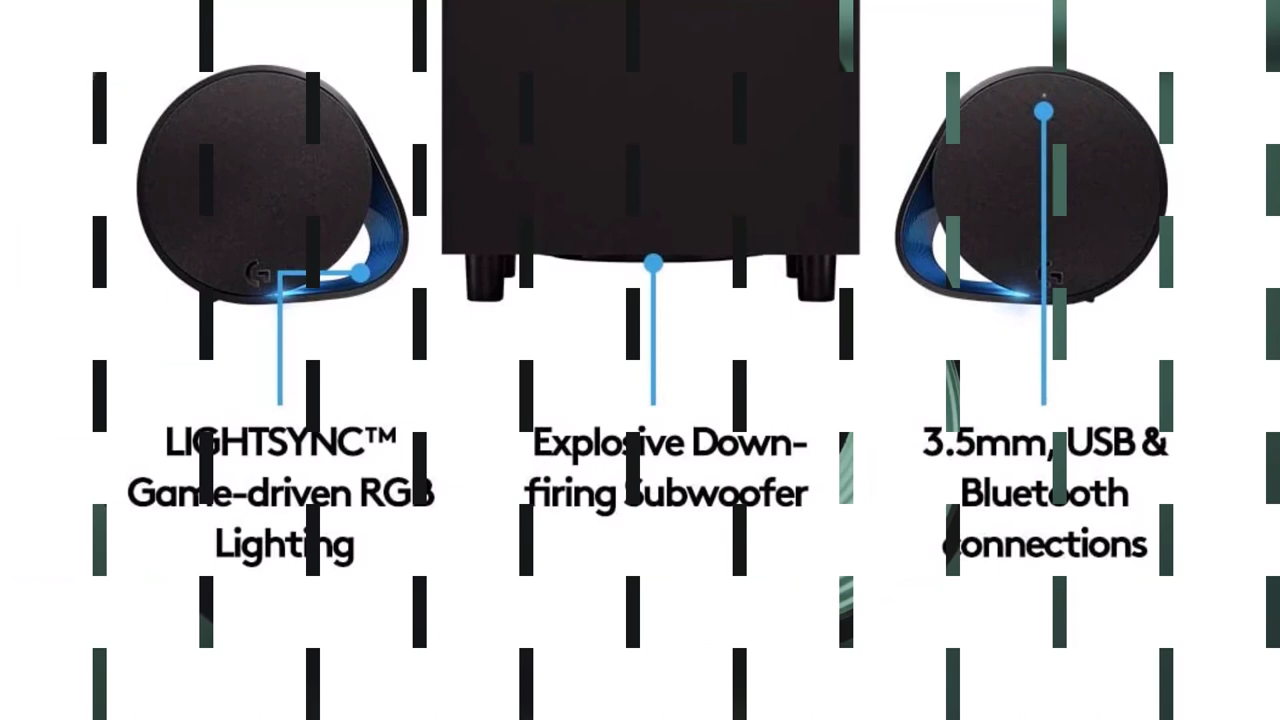 LIGHTSYNC™
Game-driven RGB
Lighting
Explosive Down-
firing Subwoofer
3.5mm, USB &
Bluetooth
connections